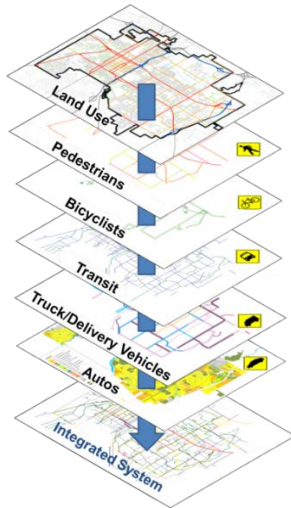 Land Use
Pedestrians
Bicyclists
Transit
Truck/Delivery Vehicles
Autos
Integrated System